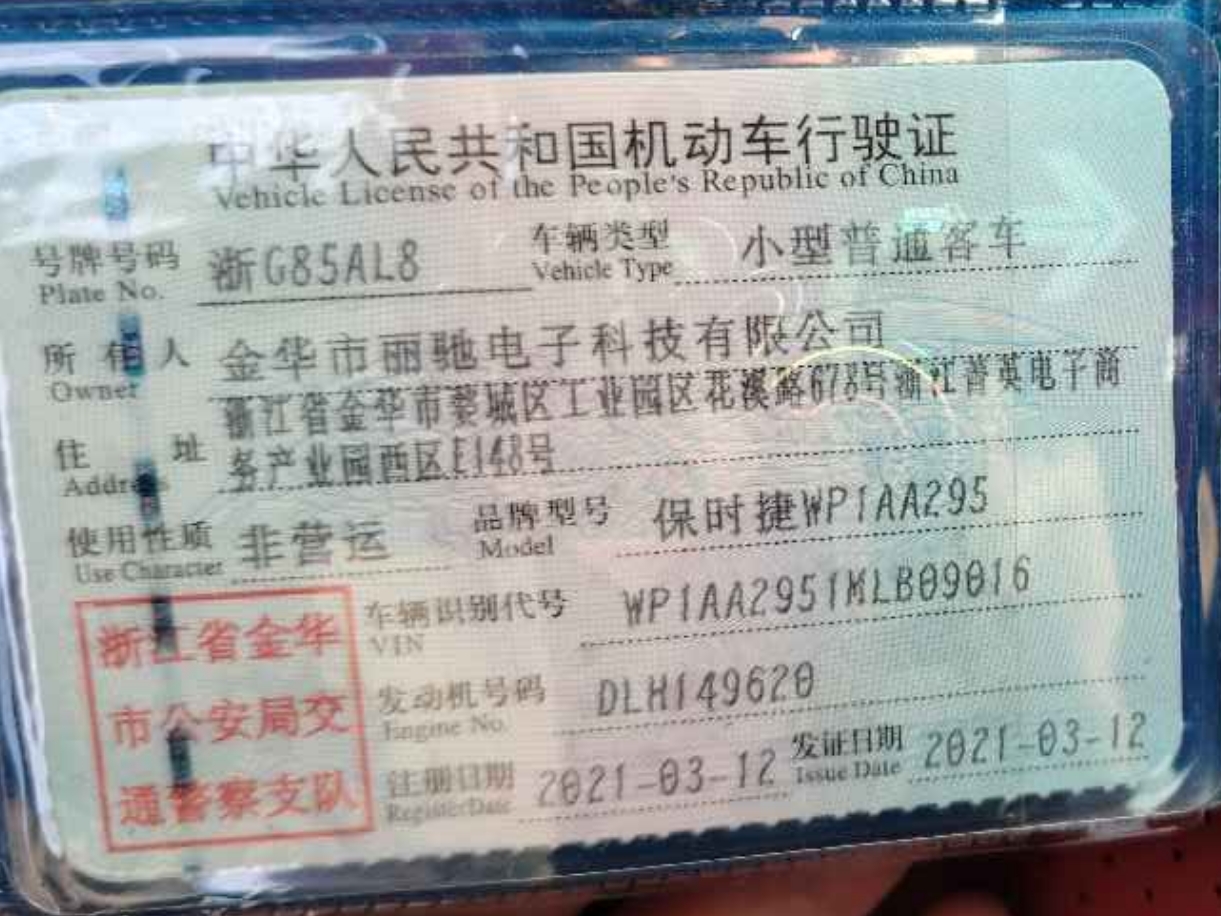 中华人民共和国机动车行驶证
Vehicle License of the People's Republic of China
号牌号码 浙G85AL8 车辆类型 小型普通客车
Plate No. Vehicle Type
所有人 金华市丽驰电子科技有限公司
Owner
浙江省金华市婺城区工业园区花溪路678号浙江菁英电子商
住址 务产业园西区E148号
Address
使用性质 非营运 品牌型号 保时捷WP1AA295
Use Character Model
浙江省金华 车辆识别代号 WP1AA2951MLB09016
VIN
市公安局交 发动机号码 DLH149620
Engine No.
通警察支队 注册日期 2021-03-12 发证日期 2021-03-12
Register Date Issue Date